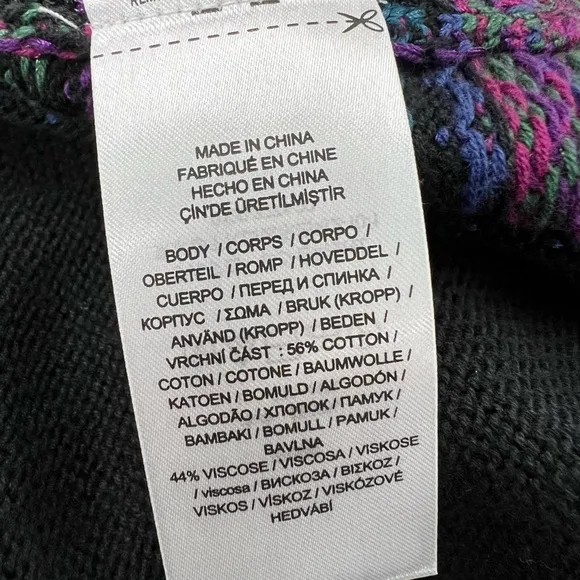 MADE IN CHINA
FABRIQUÉ EN CHINE
HECHO EN CHINA
ÇİN'DE ÜRETİLMİŞTİR
BODY / CORPS / CORPO /
OBERTEIL / ROMP / HOVEDDEL /
CUERPO / ПЕРЕД И СПИНКА /
КОРПУС / ΣΩΜΑ / BRUK (KROPP) /
ANVÄND (KROPP) / BEDEN /
VRCHNÍ ČÁST : 56% COTTON /
COTON / COTONE / BAUMWOLLE /
KATOEN / BOMULD / ALGODÓN /
ALGODÃO / ХЛОПОК / ПАМУК /
BAMBAKI / BOMULL / PAMUK /
BAVLNA
44% VISCOSE / VISCOSA / VISKOSE
/ viscosa / ВИСКОЗА / ΒΙΣΚΟΖ /
VISKOS / VİSKOZ / VISKÓZOVÉ
HEDVÁBÍ